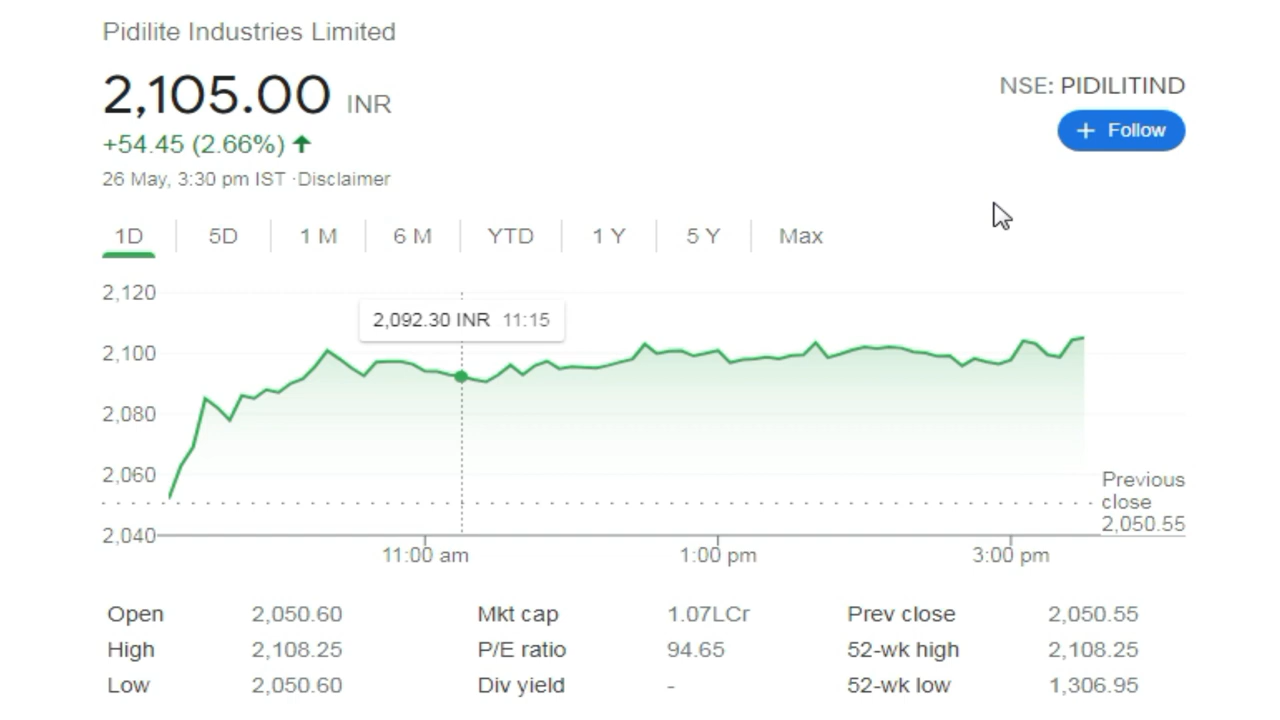 Pidilite Industries Limited
2,105.00 INR
NSE: PIDILITIND
+ Follow
+54.45 (2.66%)
26 May, 3:30 pm IST ·Disclaimer
1D 5D 1 M 6 M YTD 1 Y 5 Y Max
2,120
2,092.30 INR 11:15
2,100
2,080
2,060
Previous
close
2,050.55
2,040
11:00 am 1:00 pm 3:00 pm
Open 2,050.60 Mkt cap 1.07LCr Prev close 2,050.55
High 2,108.25 P/E ratio 94.65 52-wk high 2,108.25
Low 2,050.60 Div yield - 52-wk low 1,306.95